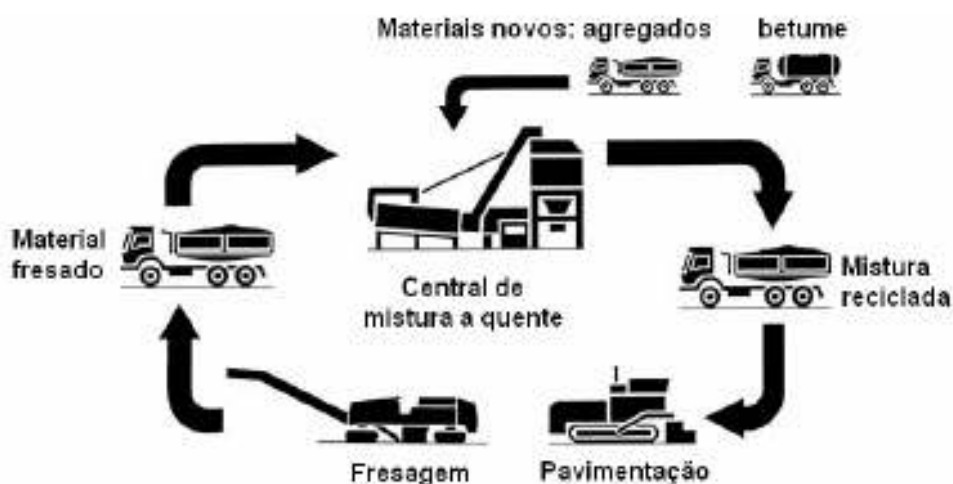 Materiais novos: agregados betume
Material
fresado
Central de
mistura a quente
Mistura
reciclada
Fresagem
Pavimentação